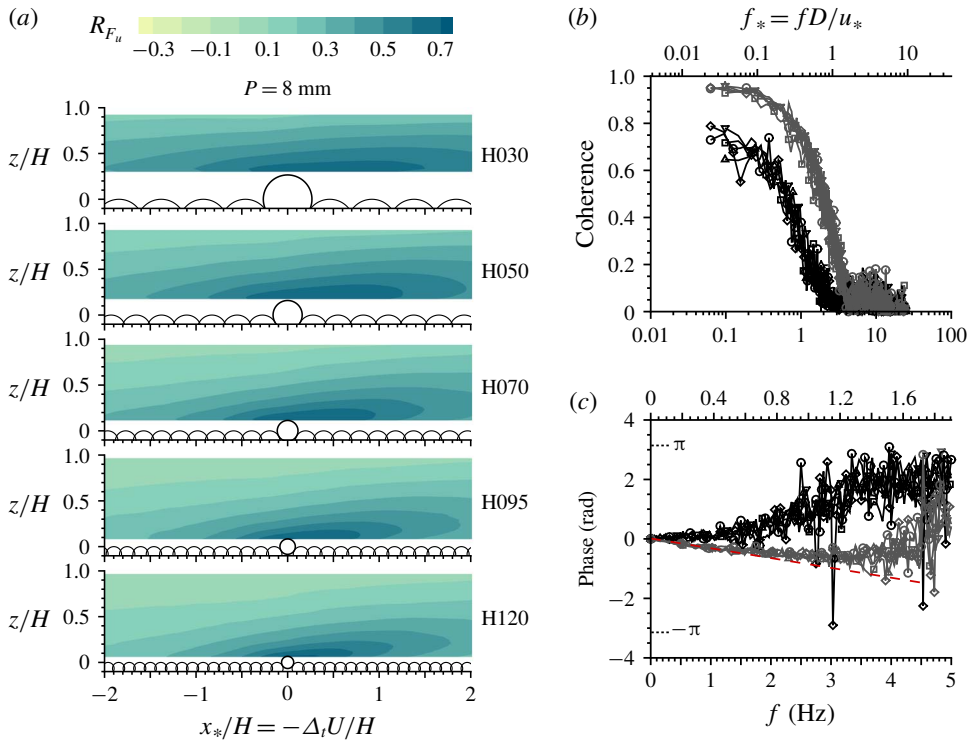 (a)
R_{F_u}
−0.3 −0.1 0.1 0.3 0.5 0.7
P = 8 mm
1.0
z/H 0.5
0
H030
1.0
z/H 0.5
0
H050
1.0
z/H 0.5
0
H070
1.0
z/H 0.5
0
H095
1.0
z/H 0.5
0
H120
−2 −1 0 1 2
x_*/H = −Δ_tU/H
(b)
f_* = fD/u_*
0.01 0.1 1 10
1.0
0.8
0.6
0.4
0.2
0
Coherence
0.01 0.1 1 10 100
(c)
0 0.4 0.8 1.2 1.6
4
2
0
−2
−4
π
−π
Phase (rad)
0 1 2 3 4 5
f (Hz)